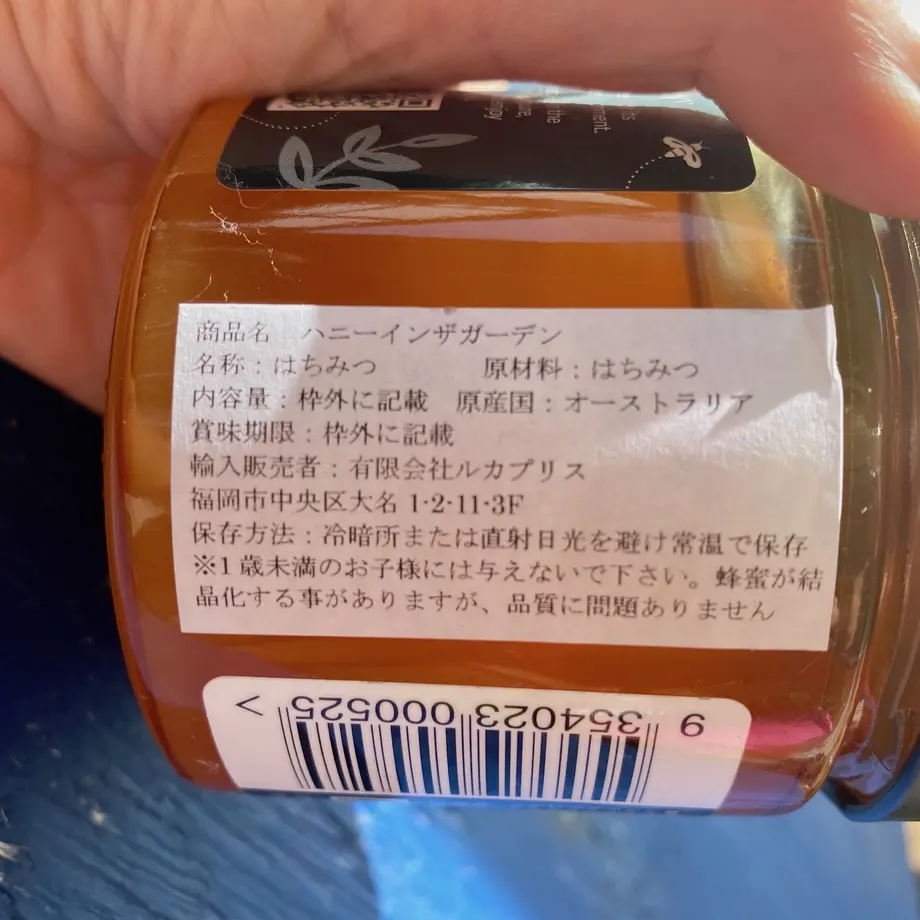 ment.
the
enjoy
商品名　ハニーインザガーデン
名称：はちみつ　　　原材料：はちみつ
内容量：枠外に記載　原産国：オーストラリア
賞味期限：枠外に記載
輸入販売者：有限会社ルカプリス
福岡市中央区大名 1-2-11-3F
保存方法：冷暗所または直射日光を避け常温で保存
※1 歳未満のお子様には与えないで下さい。蜂蜜が結
晶化する事がありますが、品質に問題ありません
9 354023 000525 >